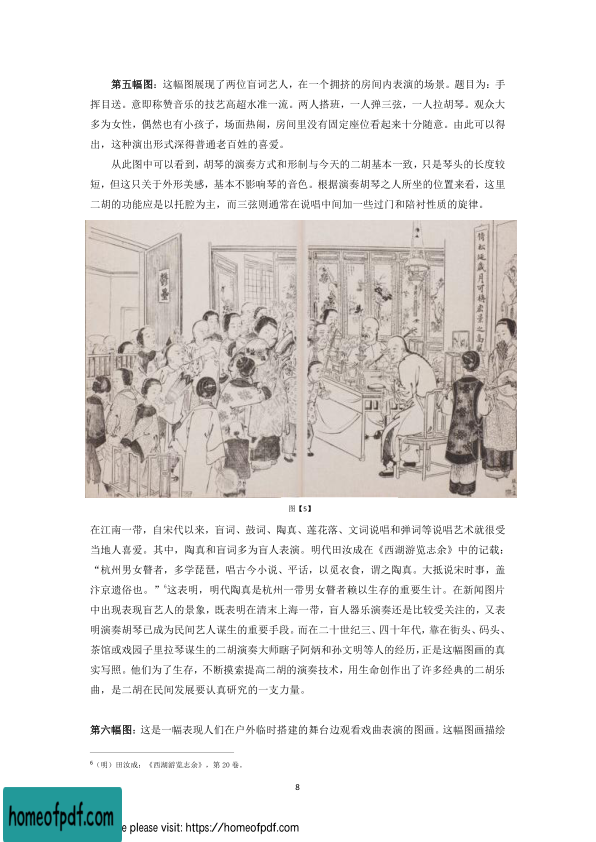 第五幅图：这幅图展现了两位盲词艺人，在一个拥挤的房间内表演的场景。题目为：手
挥目送。意即称赞音乐的技艺高超水准一流。两人搭班，一人弹三弦，一人拉胡琴。观众大
多为女性，偶然也有小孩子，场面热闹，房间里没有固定座位看起来十分随意。由此可以得
出，这种演出形式深得普通老百姓的喜爱。
从此图中可以看到，胡琴的演奏方式和形制与今天的二胡基本一致，只是琴头的长度较
短，但这只关于外形美感，基本不影响琴的音色。根据演奏胡琴之人所坐的位置来看，这里
二胡的功能应是以托腔为主，而三弦则通常在说唱中间加一些过门和陪衬性质的旋律。
图【5】
在江南一带，自宋代以来，盲词、鼓词、陶真、莲花落、文词说唱和弹词等说唱艺术就很受
当地人喜爱。其中，陶真和盲词多为盲人表演。明代田汝成在《西湖游览志余》中的记载：
“杭州男女瞽者，多学琵琶，唱古今小说、平话，以觅衣食，谓之陶真。大抵说宋时事，盖
汴京遗俗也。”6这表明，明代陶真是杭州一带男女瞽者赖以生存的重要生计。在新闻图片
中出现表现盲艺人的景象，既表明在清末上海一带，盲人器乐演奏还是比较受关注的，又表
明演奏胡琴已成为民间艺人谋生的重要手段。而在二十世纪三、四十年代，靠在街头、码头、
茶馆或戏园子里拉琴谋生的二胡演奏大师瞎子阿炳和孙文明等人的经历，正是这幅图画的真
实写照。他们为了生存，不断摸索提高二胡的演奏技术，用生命创作出了许多经典的二胡乐
曲，是二胡在民间发展要认真研究的一支力量。
第六幅图：这是一幅表现人们在户外临时搭建的舞台边观看戏曲表演的图画。这幅图画描绘
6（明）田汝成：《西湖游览志余》，第 20 卷。
8
homeofpdf.com
e please visit: https://homeofpdf.com